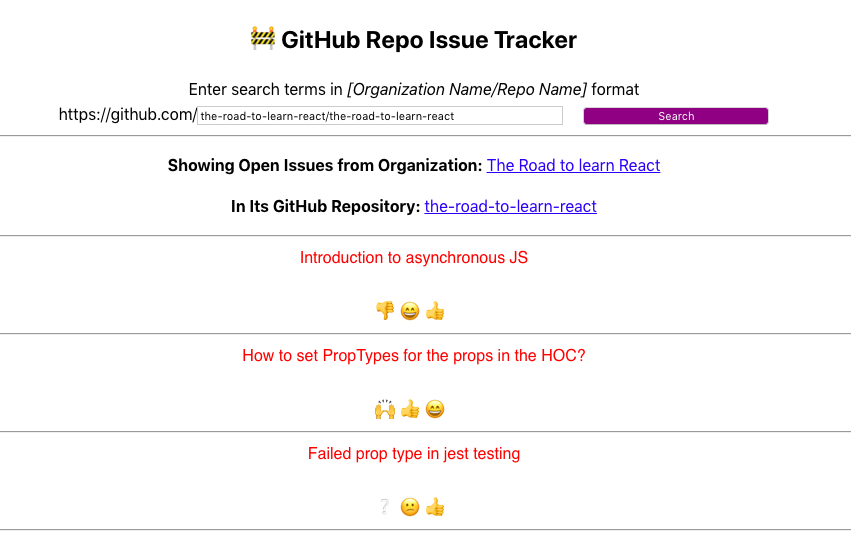 🚧 GitHub Repo Issue Tracker
Enter search terms in [Organization Name/Repo Name] format
https://github.com/ the-road-to-learn-react/the-road-to-learn-react Search
Showing Open Issues from Organization: The Road to learn React
In Its GitHub Repository: the-road-to-learn-react
Introduction to asynchronous JS
👎 😄 👍
How to set PropTypes for the props in the HOC?
🙌 👍 😄
Failed prop type in jest testing
❔ 😕 👍